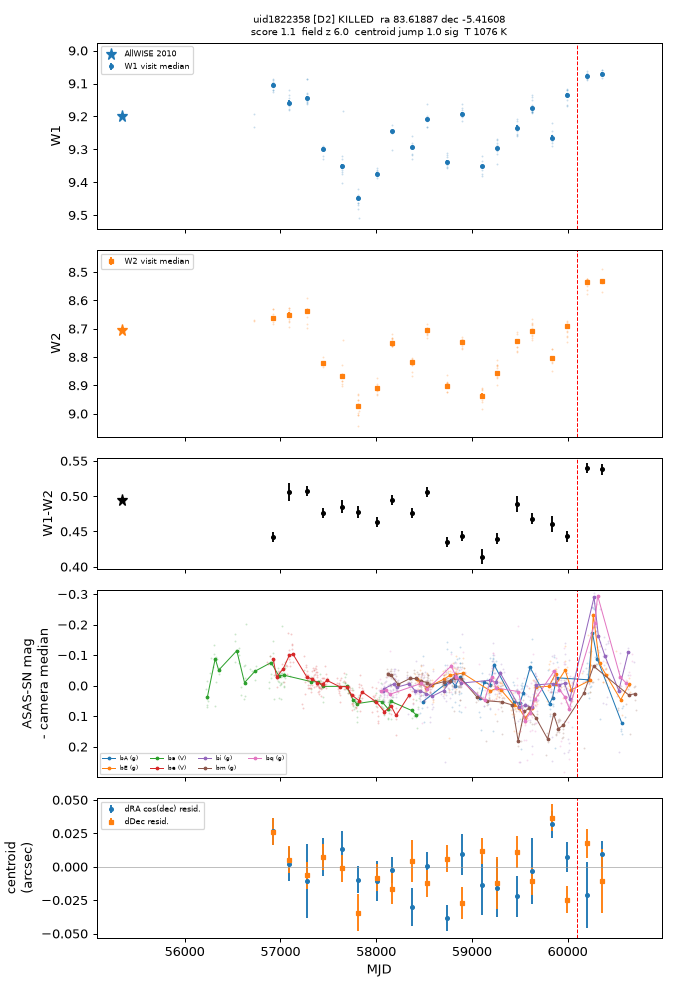 uid1822358 [D2] KILLED  ra 83.61887 dec -5.41608
score 1.1  field z 6.0  centroid jump 1.0 sig  T 1076 K
9.0
9.1
9.2
9.3
9.4
9.5
W1
AllWISE 2010
W1 visit median
8.5
8.6
8.7
8.8
8.9
9.0
W2
W2 visit median
0.55
0.50
0.45
0.40
W1-W2
−0.3
−0.2
−0.1
0.0
0.1
0.2
ASAS-SN mag
- camera median
bA (g)
bE (g)
ba (V)
be (V)
bi (g)
bm (g)
bq (g)
0.050
0.025
0.000
−0.025
−0.050
centroid
(arcsec)
dRA cos(dec) resid.
dDec resid.
56000
57000
58000
59000
60000
MJD